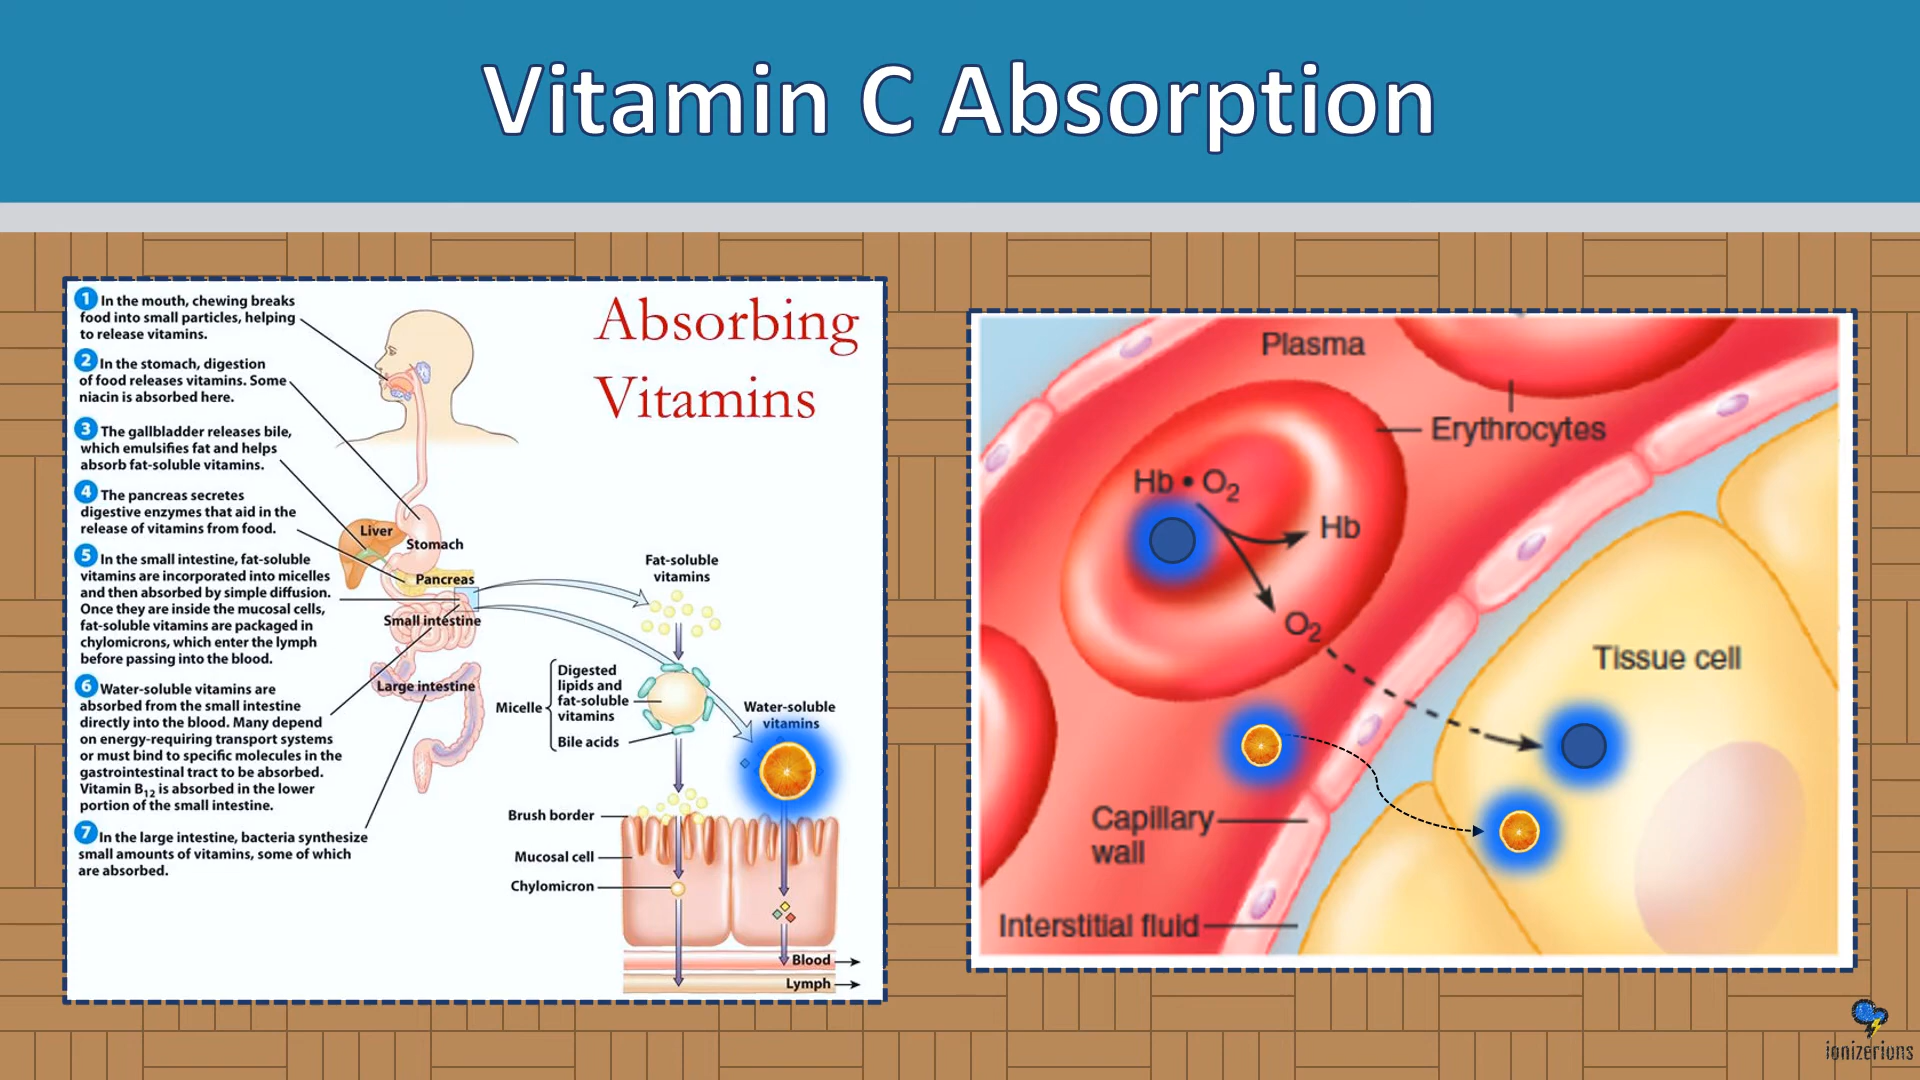 Vitamin C Absorption
Absorbing
Vitamins
1 In the mouth, chewing breaks
food into small particles, helping
to release vitamins.
2 In the stomach, digestion
of food releases vitamins. Some
niacin is absorbed here.
3 The gallbladder releases bile,
which emulsifies fat and helps
absorb fat-soluble vitamins.
4 The pancreas secretes
digestive enzymes that aid in the
release of vitamins from food.
5 In the small intestine, fat-soluble
vitamins are incorporated into micelles
and then absorbed by simple diffusion.
Once they are inside the mucosal cells,
fat-soluble vitamins are packaged in
chylomicrons, which enter the lymph
before passing into the blood.
6 Water-soluble vitamins are
absorbed from the small intestine
directly into the blood. Many depend
on energy-requiring transport systems
or must bind to specific molecules in the
gastrointestinal tract to be absorbed.
Vitamin B12 is absorbed in the lower
portion of the small intestine.
7 In the large intestine, bacteria synthesize
small amounts of vitamins, some of which
are absorbed.
Liver
Stomach
Pancreas
Small intestine
Large intestine
Fat-soluble
vitamins
Micelle
Digested
lipids and
fat-soluble
vitamins
Bile acids
Water-soluble
vitamins
Brush border
Mucosal cell
Chylomicron
Blood
Lymph
Plasma
Erythrocytes
Hb • O2
Hb
O2
Tissue cell
Capillary
wall
Interstitial fluid
ionizerions